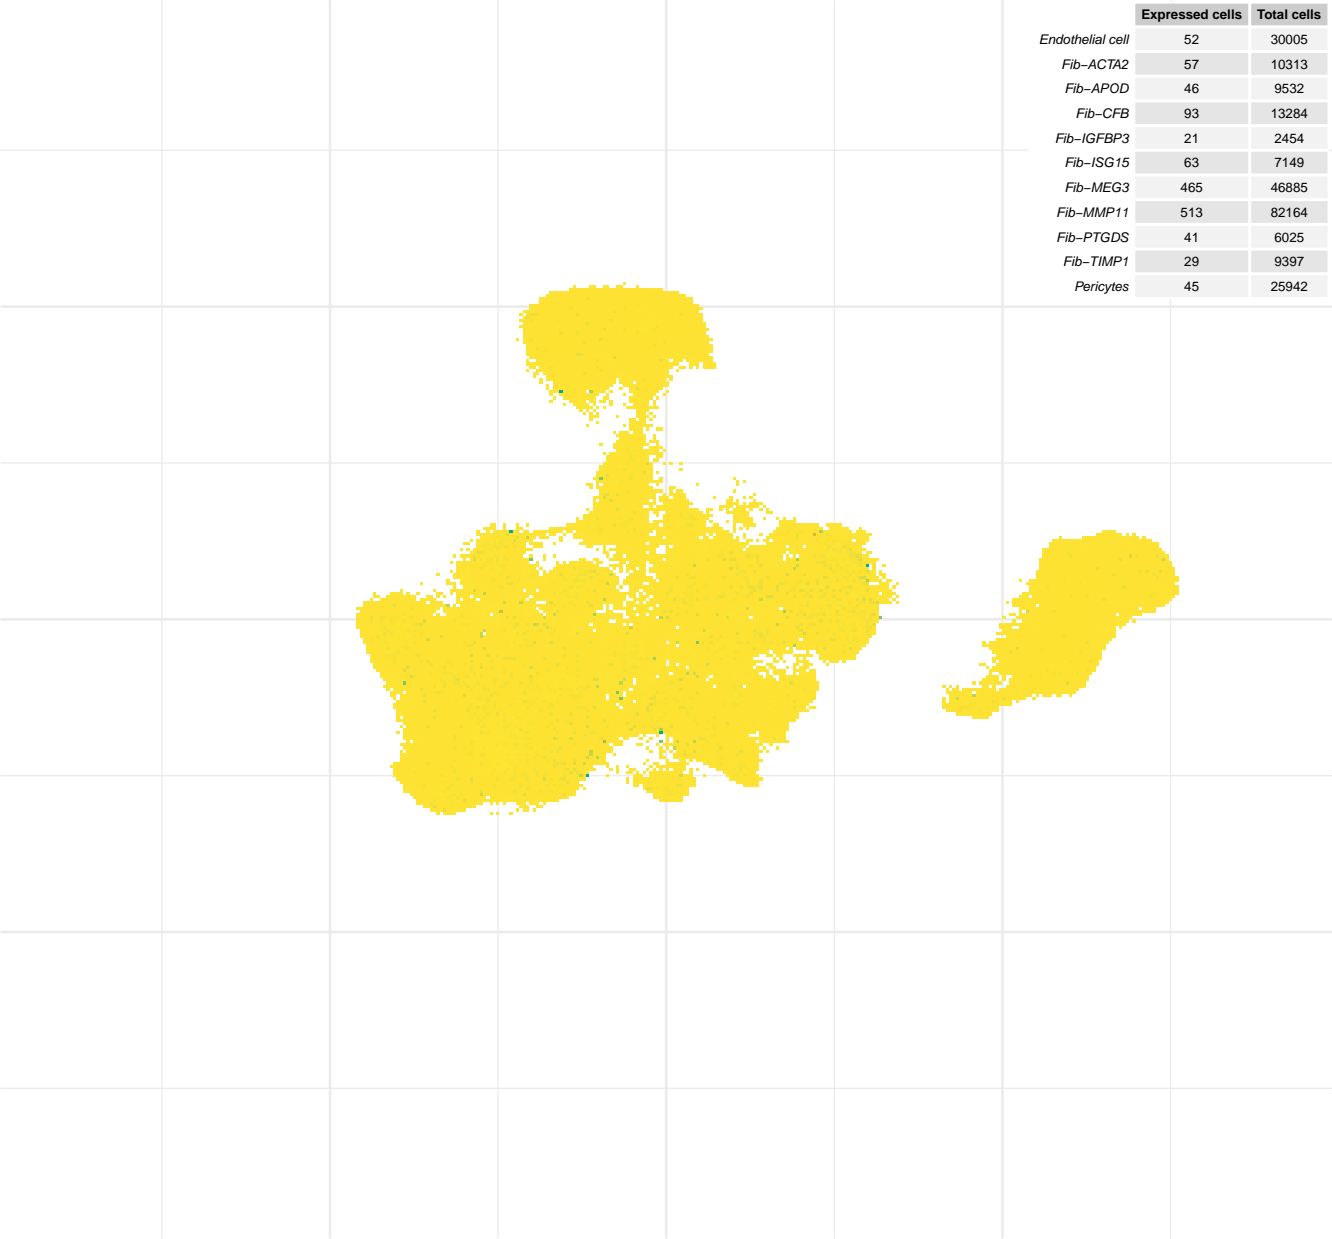 Expressed cells Total cells
Endothelial cell 52 30005
Fib−ACTA2 57 10313
Fib−APOD 46 9532
Fib−CFB 93 13284
Fib−IGFBP3 21 2454
Fib−ISG15 63 7149
Fib−MEG3 465 46885
Fib−MMP11 513 82164
Fib−PTGDS 41 6025
Fib−TIMP1 29 9397
Pericytes 45 25942